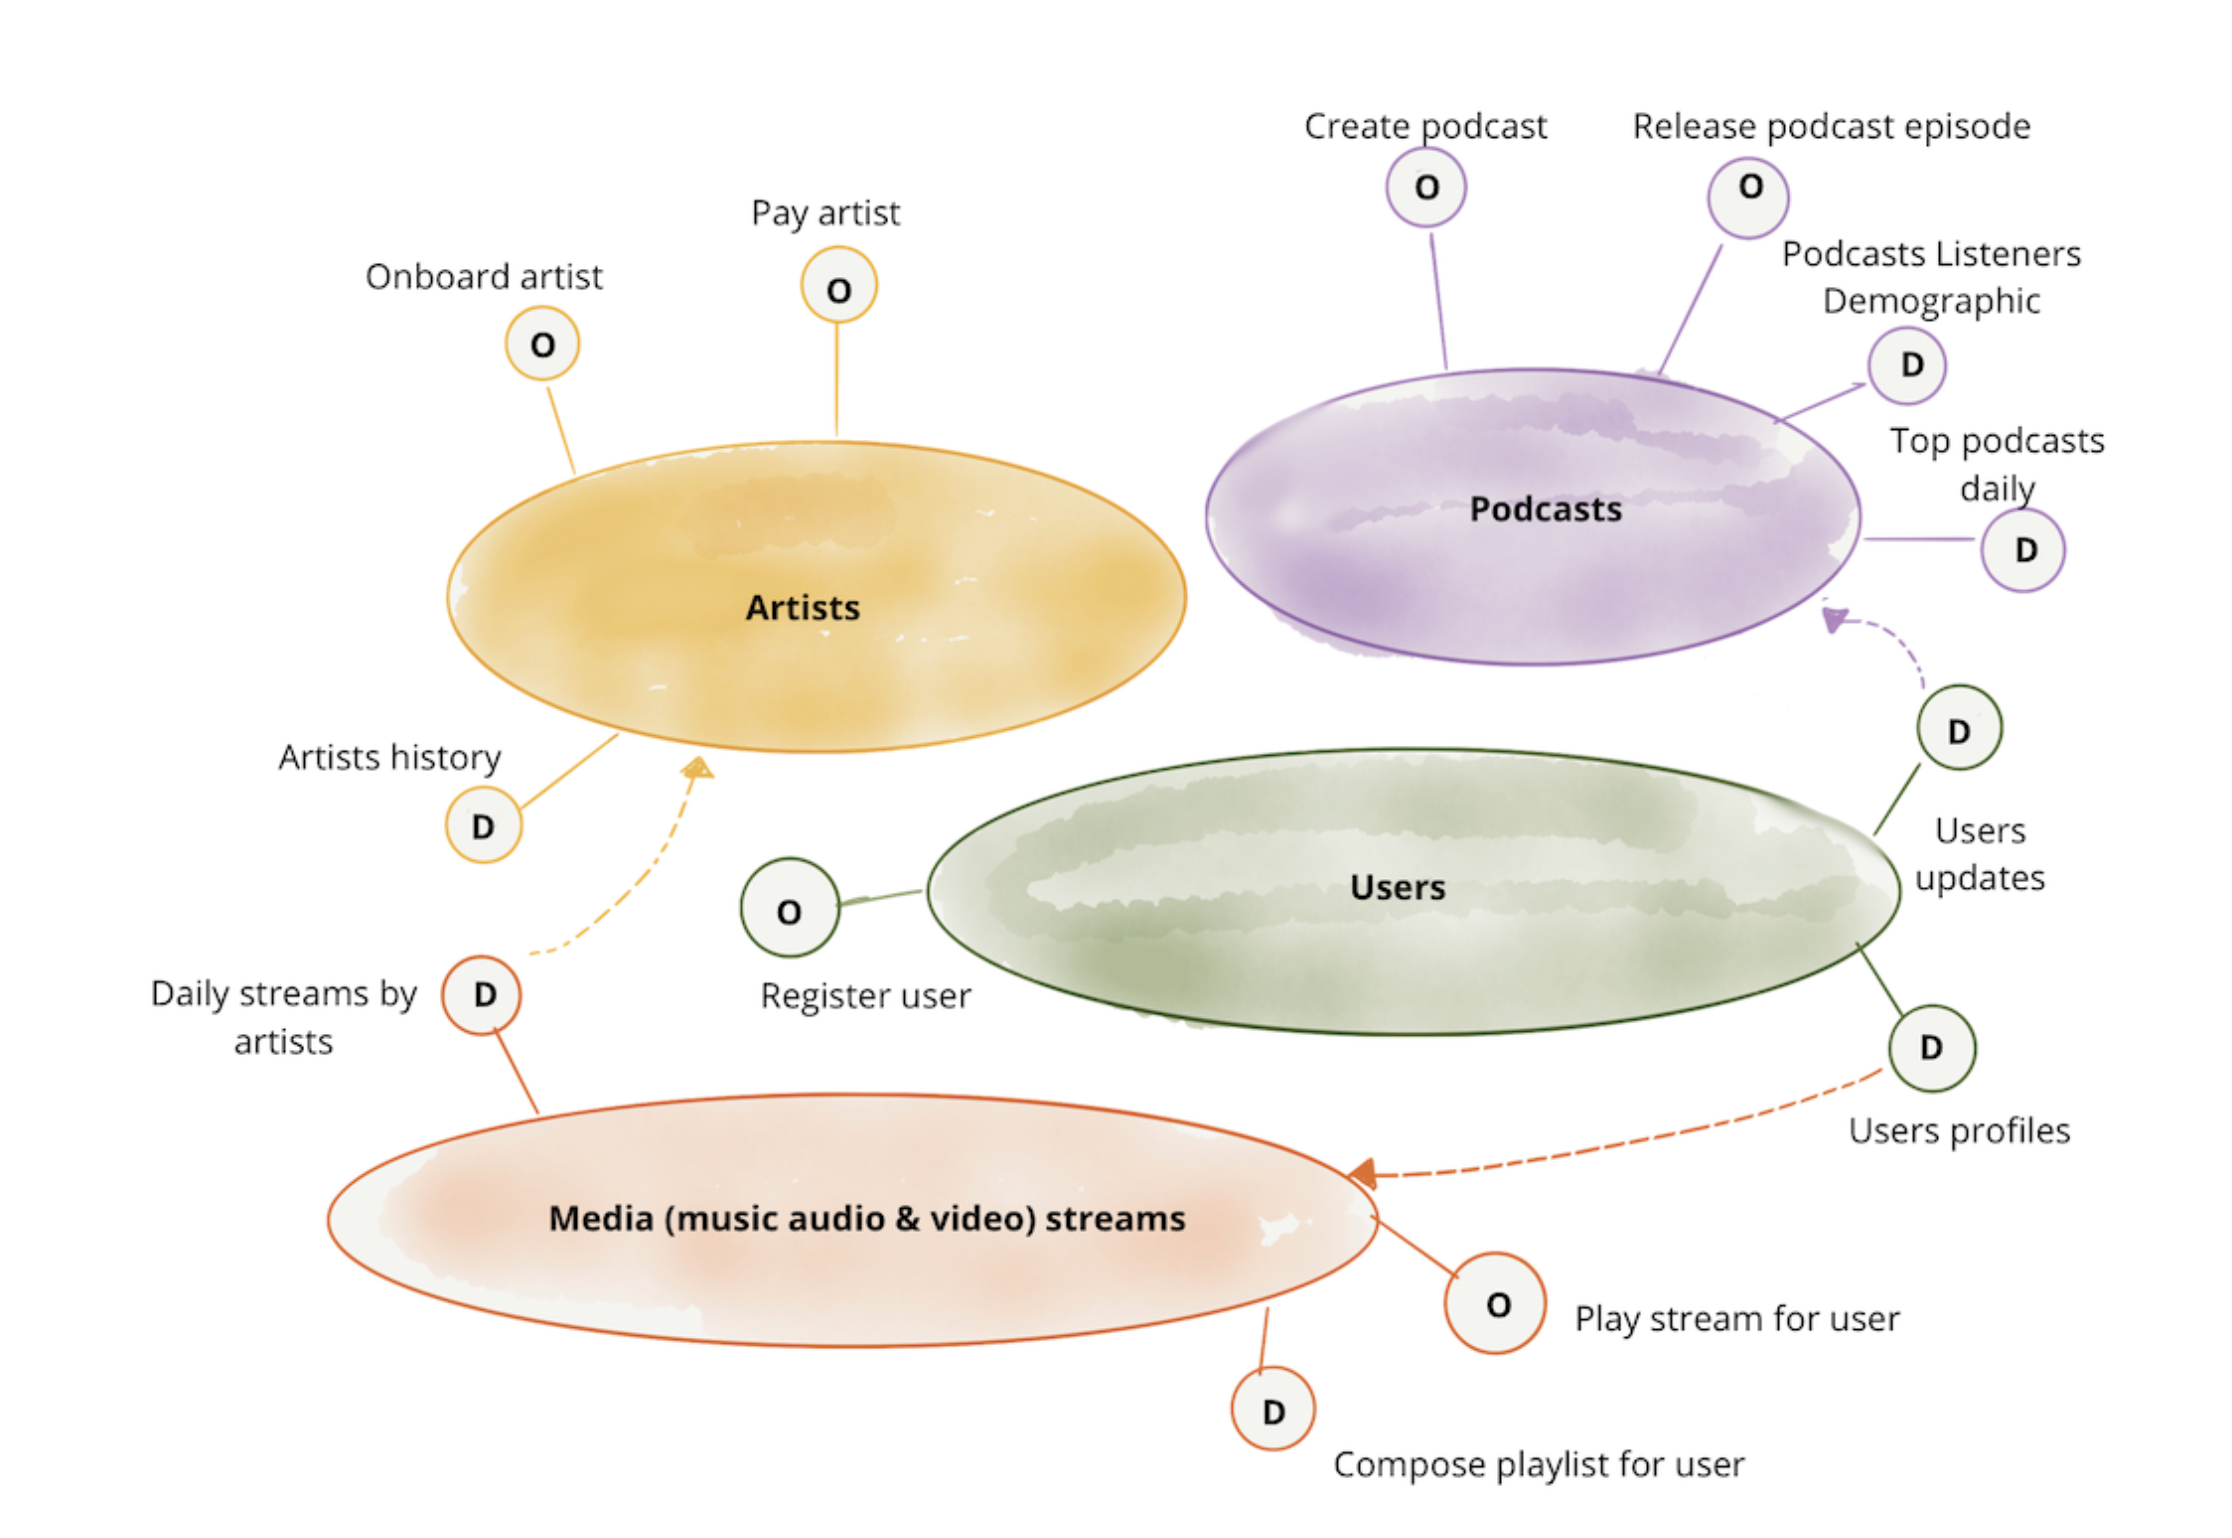 Create podcast
O
Release podcast episode
O
Pay artist
O
Onboard artist
O
Podcasts Listeners
Demographic
D
Top podcasts
daily
D
Podcasts
Artists
Artists history
D
D
Users
updates
Users
O
Register user
Daily streams by
artists
D
D
Users profiles
Media (music audio & video) streams
O
Play stream for user
D
Compose playlist for user